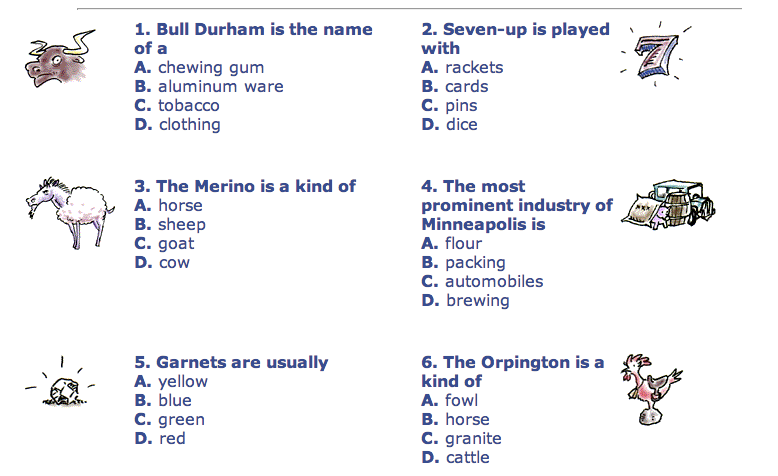 1. Bull Durham is the name
of a
A. chewing gum
B. aluminum ware
C. tobacco
D. clothing
2. Seven-up is played
with
A. rackets
B. cards
C. pins
D. dice
7
3. The Merino is a kind of
A. horse
B. sheep
C. goat
D. cow
4. The most
prominent industry of
Minneapolis is
A. flour
B. packing
C. automobiles
D. brewing
5. Garnets are usually
A. yellow
B. blue
C. green
D. red
6. The Orpington is a
kind of
A. fowl
B. horse
C. granite
D. cattle